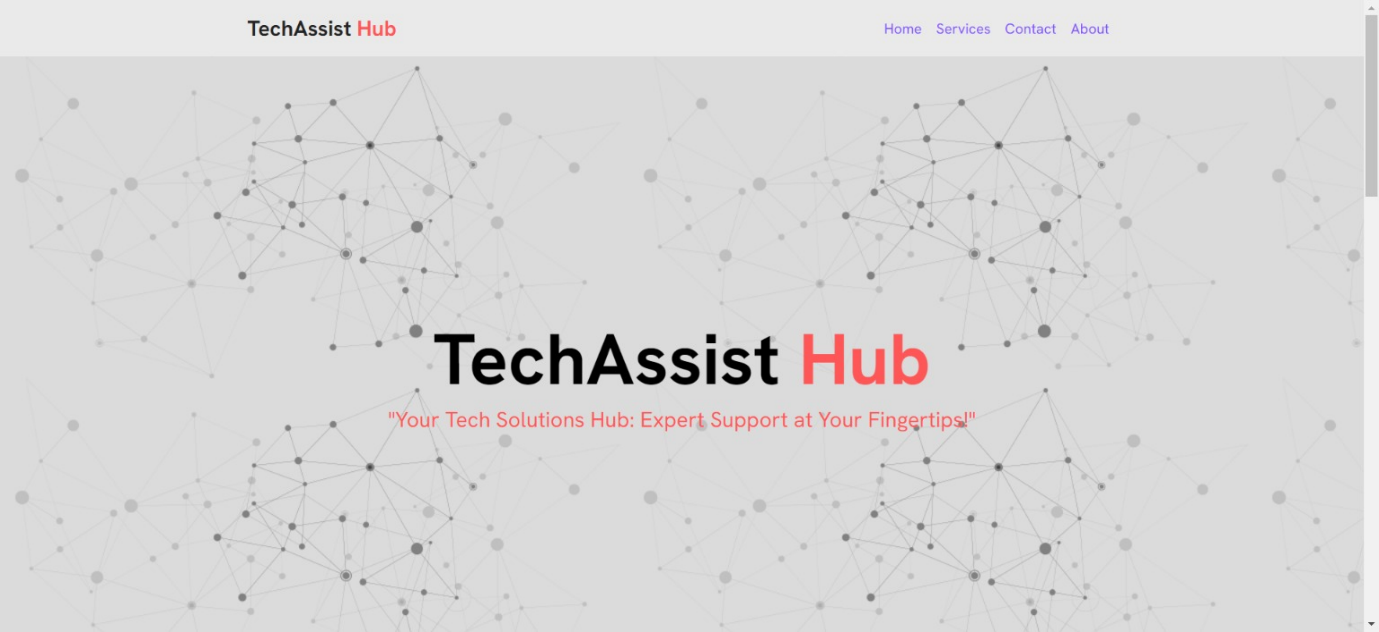 TechAssist Hub
Home Services Contact About
TechAssist Hub
"Your Tech Solutions Hub: Expert Support at Your Fingertips!"